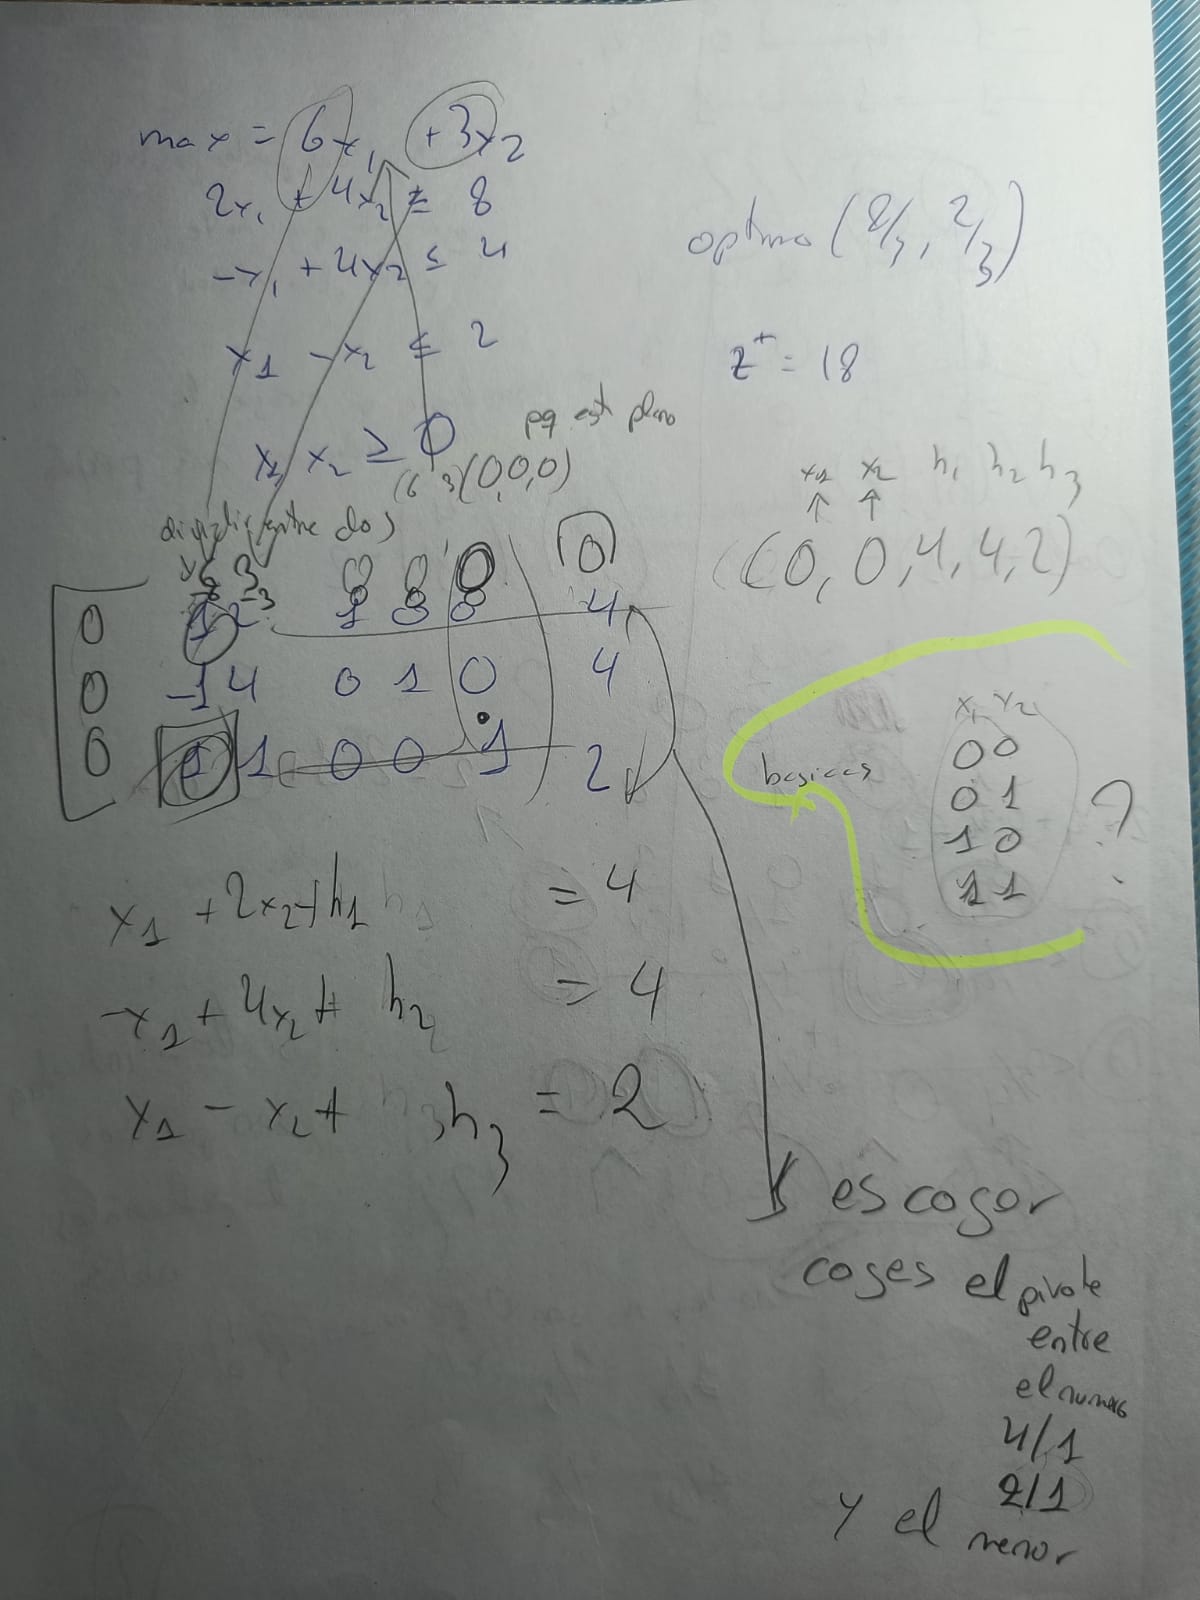 max = 6x1 +3x2
2x1 + 4x2 ≤ 8
-x1 + 4x2 ≤ 4
x1 - x2 ≤ 2
x1 x2 ≥ 0
pq est plano
(6 3)(0,0,0)
optimo (8/3, 2/3)
z* = 18
x1 x2 h1 h2 h3
(0, 0, 4, 4, 2)
dividir entre dos
6 3 0 0 0 0
0 1 2 1 0 0 4
0 -1 4 0 1 0 4
0 1 1 0 0 1 2
basicas
x1 x2
0 0
0 1
1 0
1 1
?
x1 + 2x2 + h1 = 4
-x1 + 4x2 + h2 = 4
x1 - x2 + h3 = 2
escoger
coges el pivote
entre
el numero
4/1
2/1
y el menor